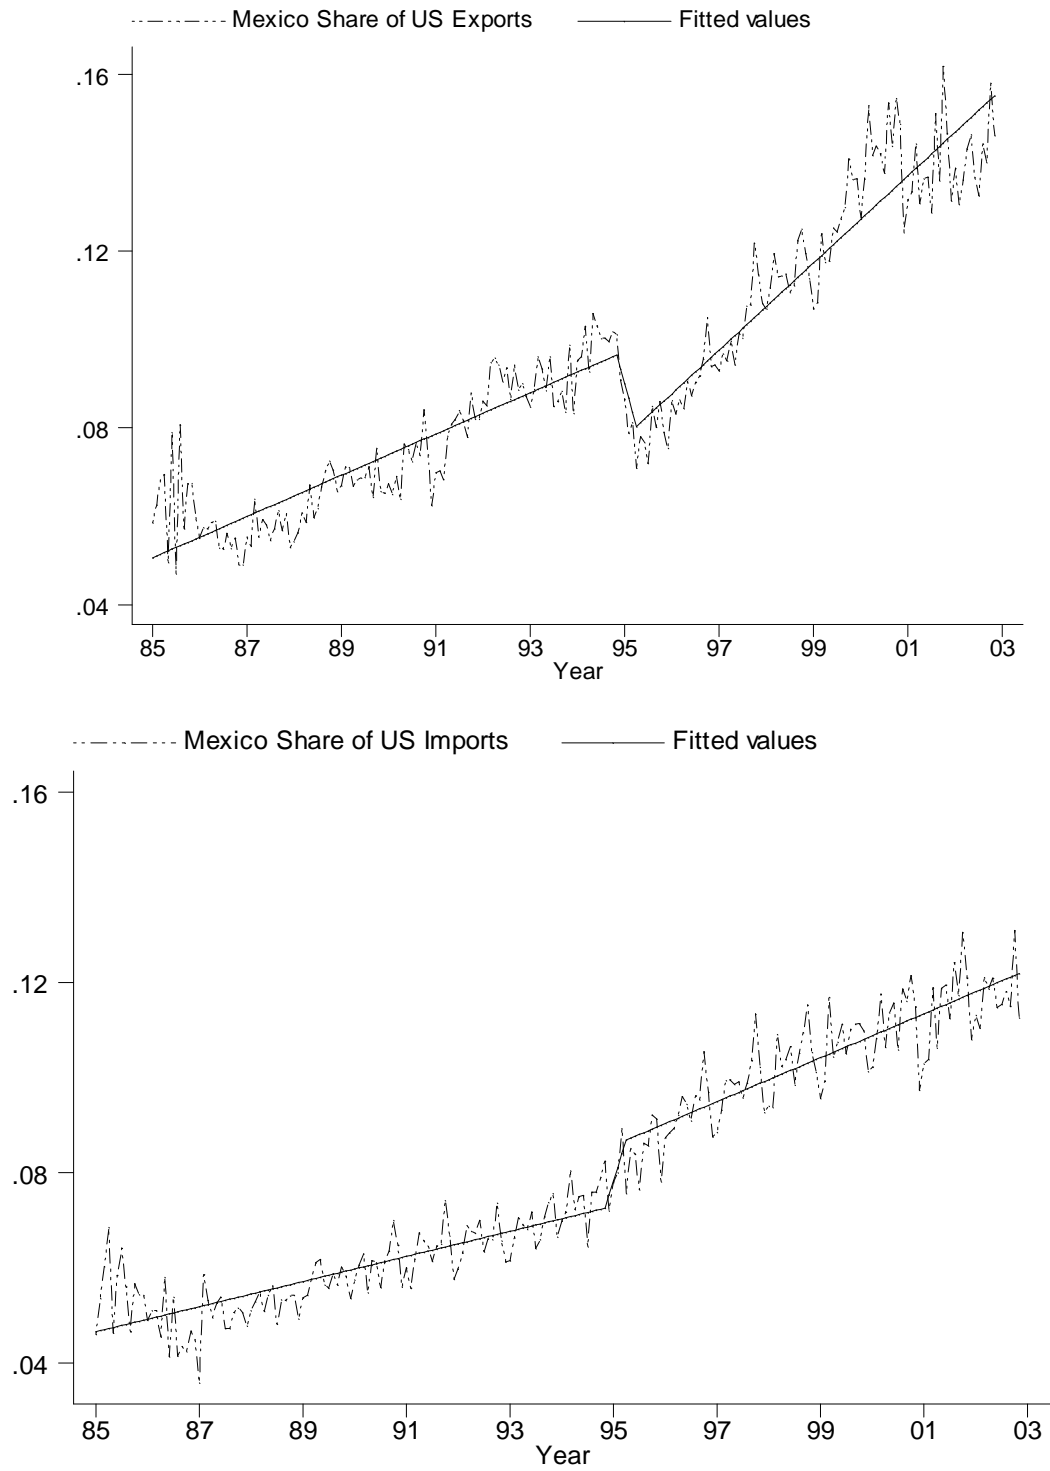 Mexico Share of US Exports Fitted values
.16
.12
.08
.04
85 87 89 91 93 95 97 99 01 03
Year
Mexico Share of US Imports Fitted values
.16
.12
.08
.04
85 87 89 91 93 95 97 99 01 03
Year